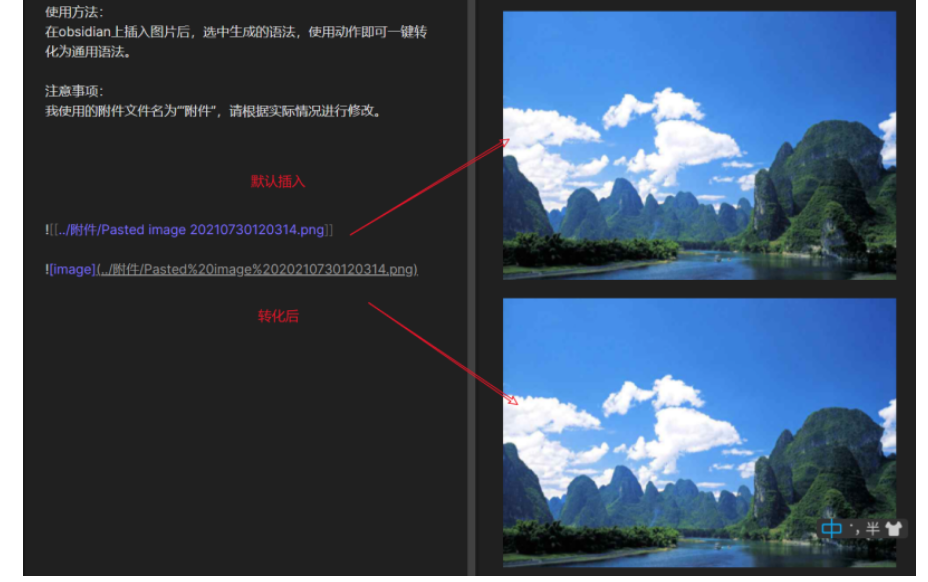 使用方法：
在obsidian上插入图片后，选中生成的语法，使用动作即可一键转
化为通用语法。
注意事项：
我使用的附件文件名为“‘附件”，请根据实际情况进行修改。
默认插入
![[../附件/Pasted image 20210730120314.png]]
![image](../附件/Pasted%20image%2020210730120314.png)
转化后
中 °, 半